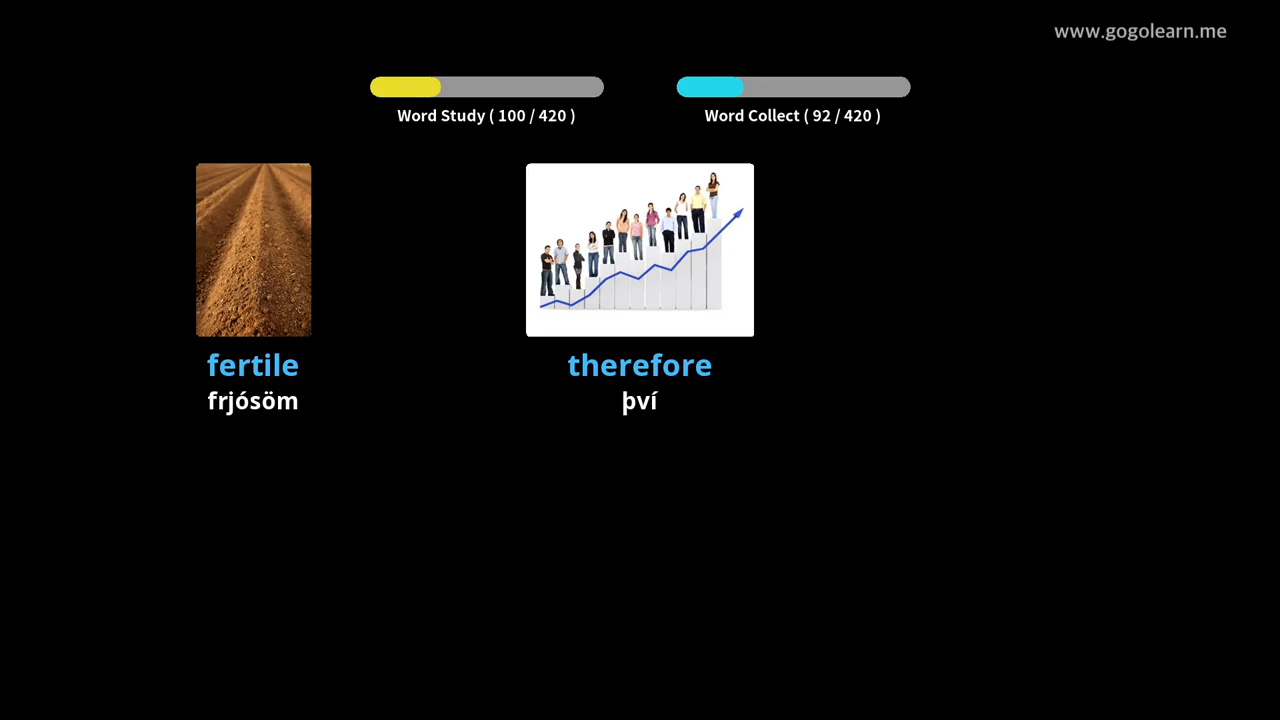 www.gogolearn.me
Word Study ( 100 / 420 )
Word Collect ( 92 / 420 )
fertile
frjósöm
therefore
því